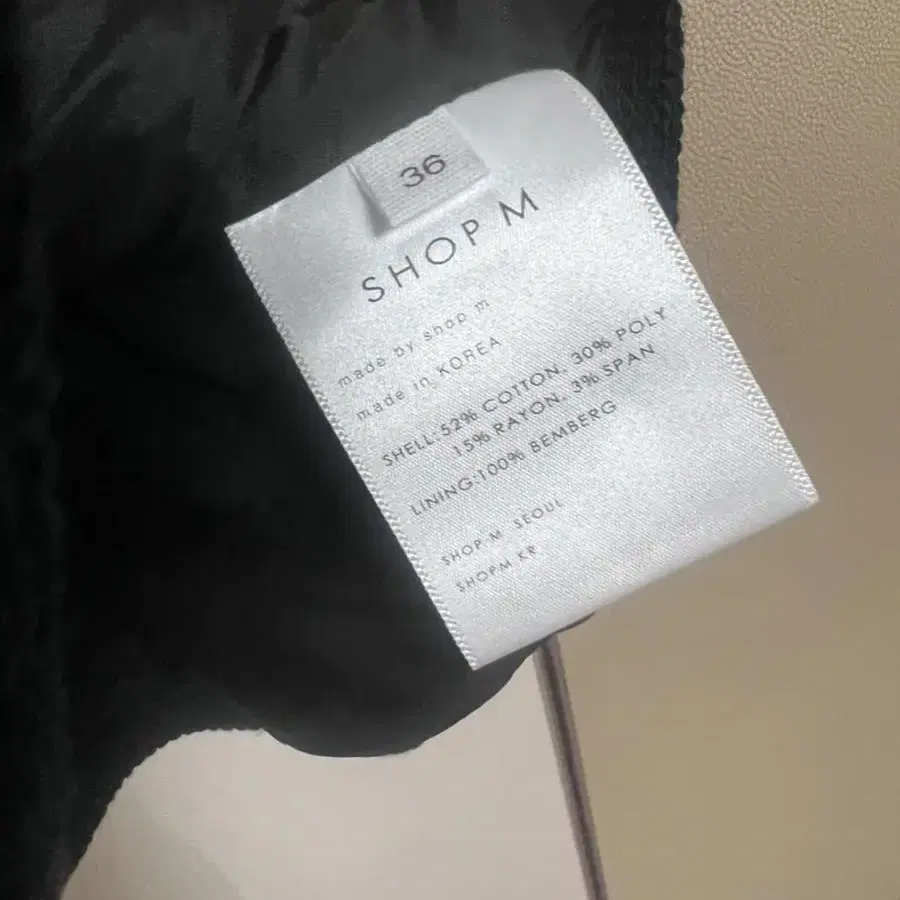 36
SHOP M
made by shop m
made in KOREA
SHELL:52% COTTON, 30% POLY
15% RAYON, 3% SPAN
LINING:100% BEMBERG
SHOP M SEOUL
SHOPM.KR